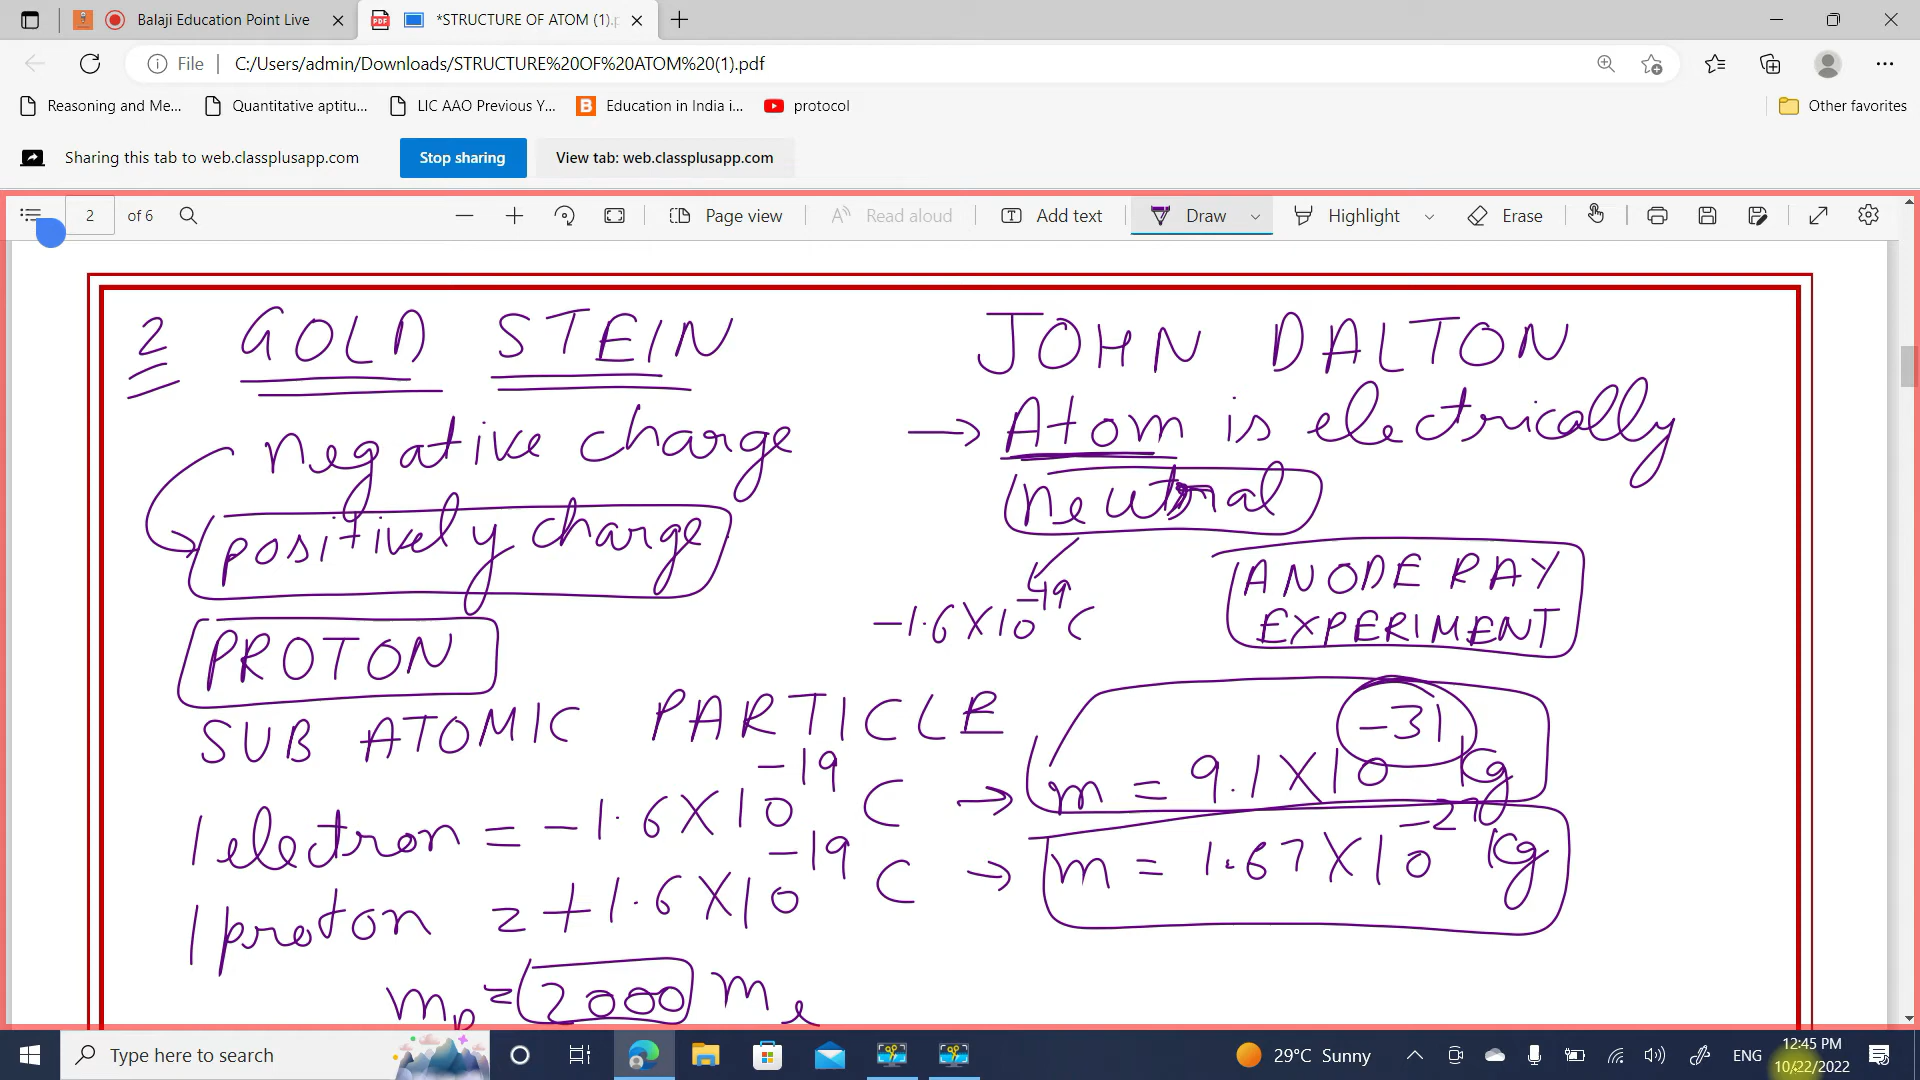 Balaji Education Point Live
*STRUCTURE OF ATOM (1).p
File
C:/Users/admin/Downloads/STRUCTURE%20OF%20ATOM%20(1).pdf
Reasoning and Me...
Quantitative aptitu...
LIC AAO Previous Y...
Education in India i...
protocol
Other favorites
Sharing this tab to web.classplusapp.com
Stop sharing
View tab: web.classplusapp.com
2 of 6
Page view
Read aloud
Add text
Draw
Highlight
Erase
2 GOLD STEIN
JOHN DALTON
negative charge
→ Atom is electrically
neutral
positively charge
ANODE RAY
EXPERIMENT
-1.6X10^-19 C
PROTON
SUB ATOMIC PARTICLE
1 electron = -1.6X10^-19 C → m = 9.1X10^-31 kg
1 proton = +1.6X10^-19 C → m = 1.67X10^-27 kg
mp = 2000 me
Type here to search
29°C Sunny
ENG
12:45 PM
10/22/2022